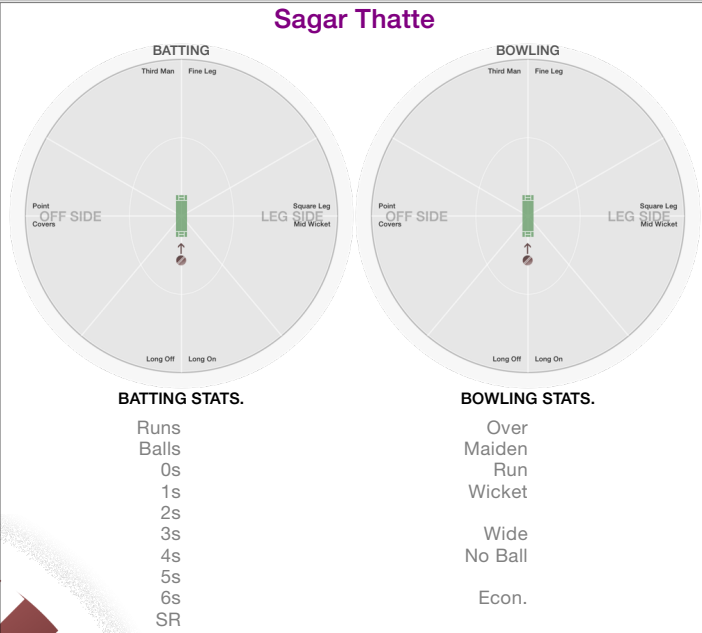 Sagar Thatte
BATTING
Third Man Fine Leg
Point
OFF SIDE
Covers
Square Leg
LEG SIDE
Mid Wicket
Long Off Long On
BOWLING
Third Man Fine Leg
Point
OFF SIDE
Covers
Square Leg
LEG SIDE
Mid Wicket
Long Off Long On
BATTING STATS.
Runs
Balls
0s
1s
2s
3s
4s
5s
6s
SR
BOWLING STATS.
Over
Maiden
Run
Wicket
Wide
No Ball
Econ.